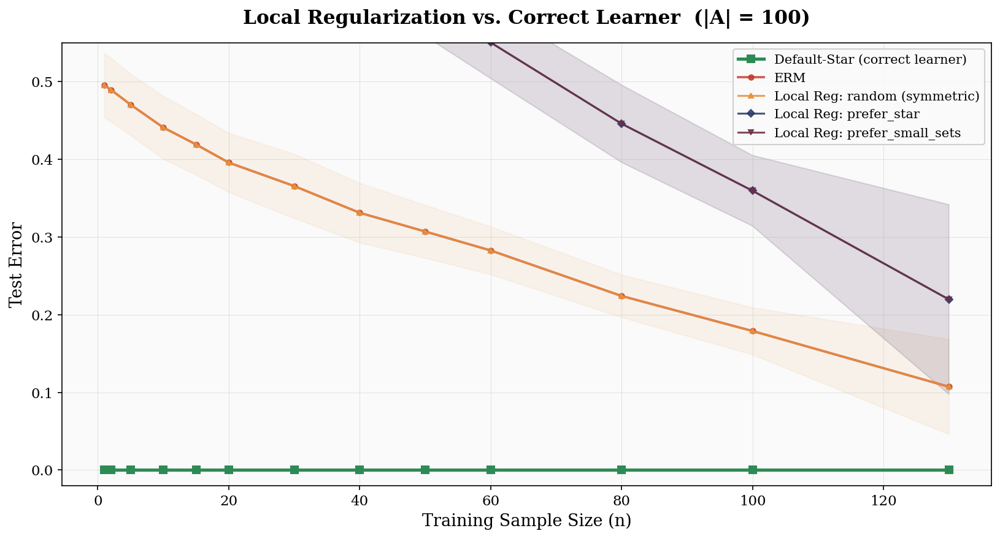 Local Regularization vs. Correct Learner  (|A| = 100)
Default-Star (correct learner)
ERM
Local Reg: random (symmetric)
Local Reg: prefer_star
Local Reg: prefer_small_sets
Test Error
0.5
0.4
0.3
0.2
0.1
0.0
0 20 40 60 80 100 120
Training Sample Size (n)